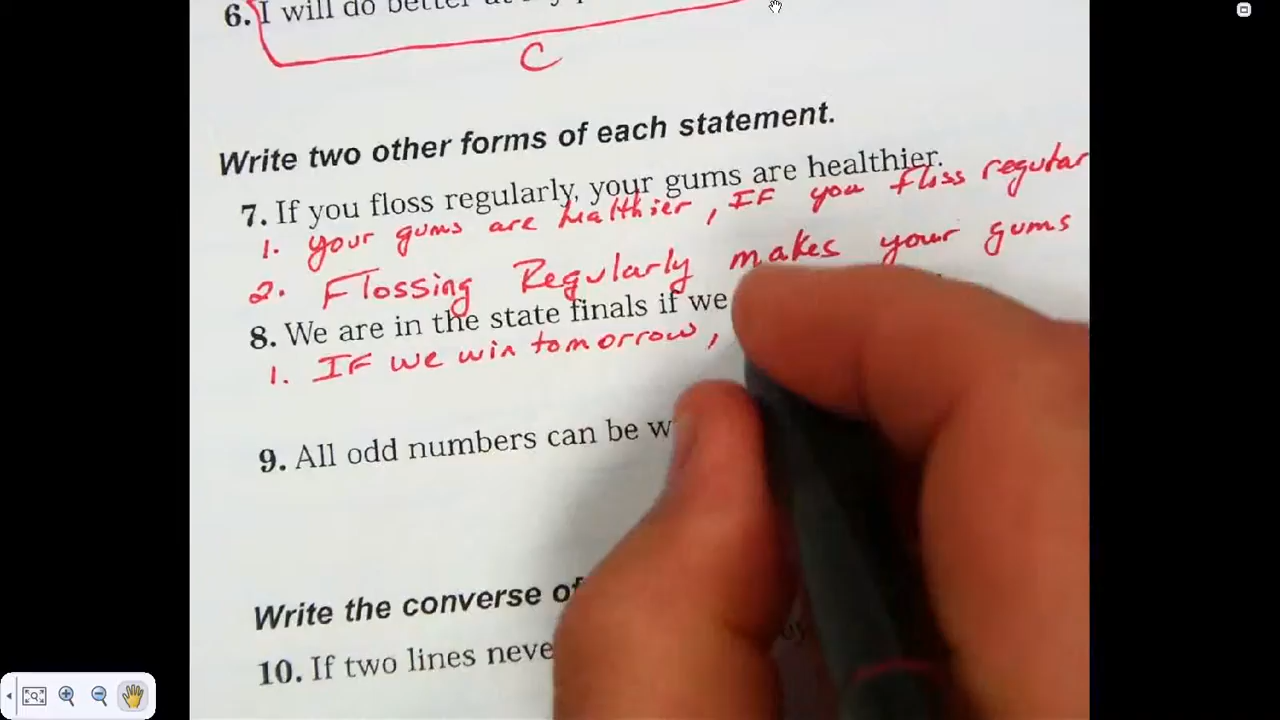 6. I will do better
C
Write two other forms of each statement.
7. If you floss regularly, your gums are healthier.
1. your gums are healthier, IF you floss regular
2. Flossing Regularly makes your gums
8. We are in the state finals if we
1. IF we win tomorrow,
9. All odd numbers can be w
Write the converse of
10. If two lines neve